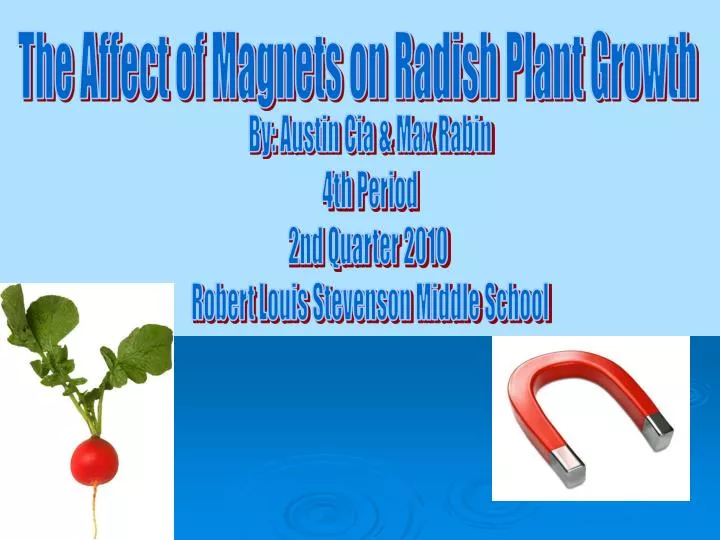 The Affect of Magnets on Radish Plant Growth
By: Austin Cia & Max Rabin
4th Period
2nd Quarter 2010
Robert Louis Stevenson Middle School